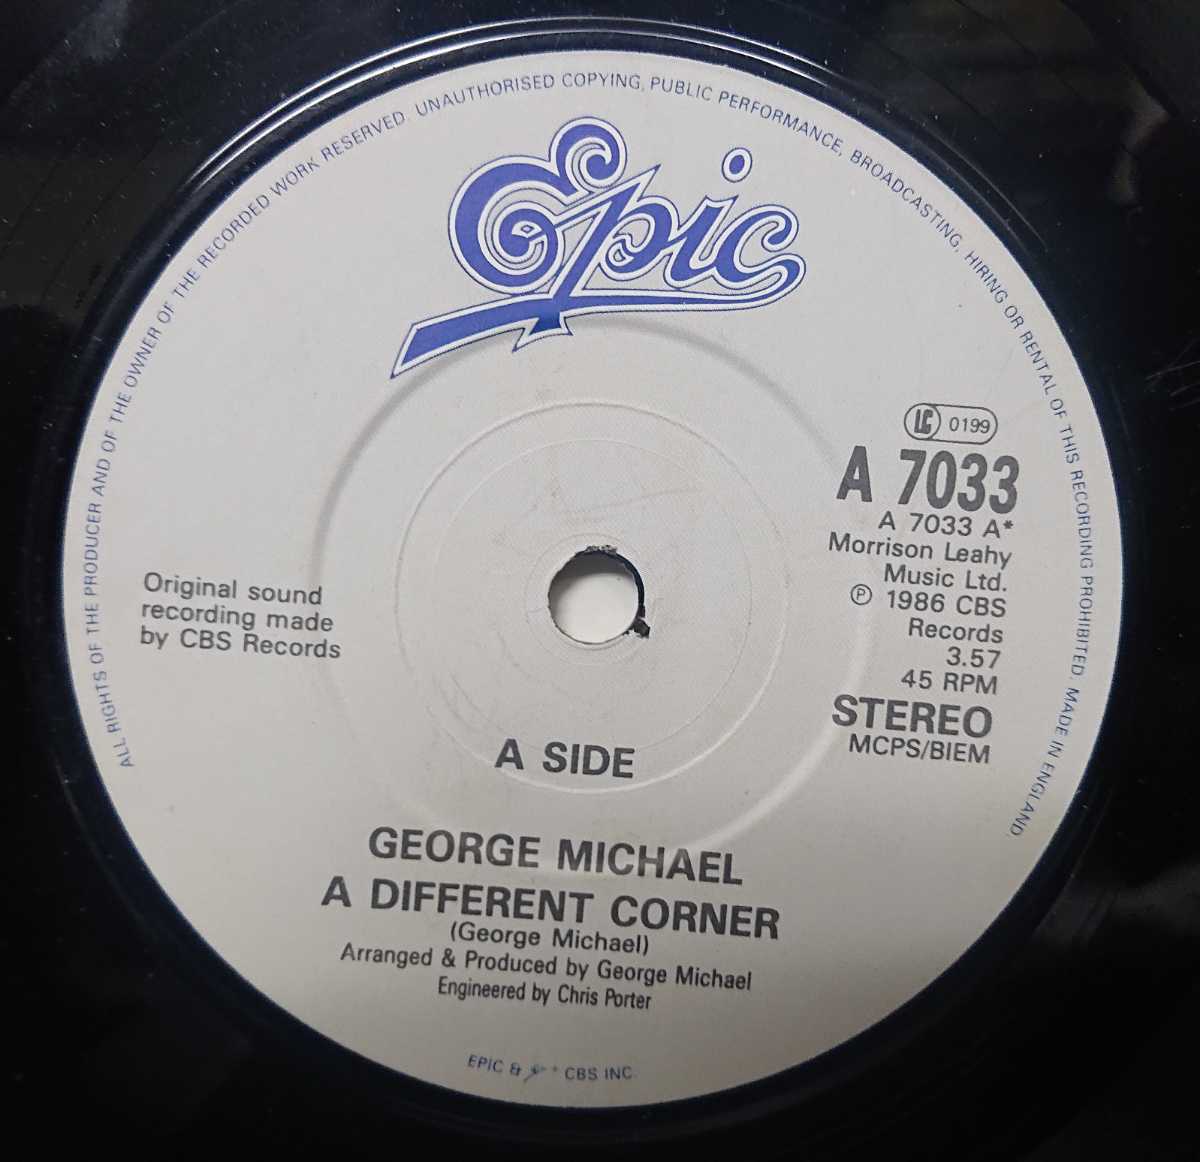 ALL RIGHTS OF THE PRODUCER AND OF THE OWNER OF THE RECORDED WORK RESERVED. UNAUTHORISED COPYING, PUBLIC PERFORMANCE, BROADCASTING, HIRING OR RENTAL OF THIS RECORDING PROHIBITED. MADE IN ENGLAND.
Epic
LC 0199
A 7033
A 7033 A*
Morrison Leahy
Music Ltd.
℗ 1986 CBS
Records
3.57
45 RPM
STEREO
MCPS/BIEM
Original sound
recording made
by CBS Records
A SIDE
GEORGE MICHAEL
A DIFFERENT CORNER
(George Michael)
Arranged & Produced by George Michael
Engineered by Chris Porter
EPIC & CBS INC.